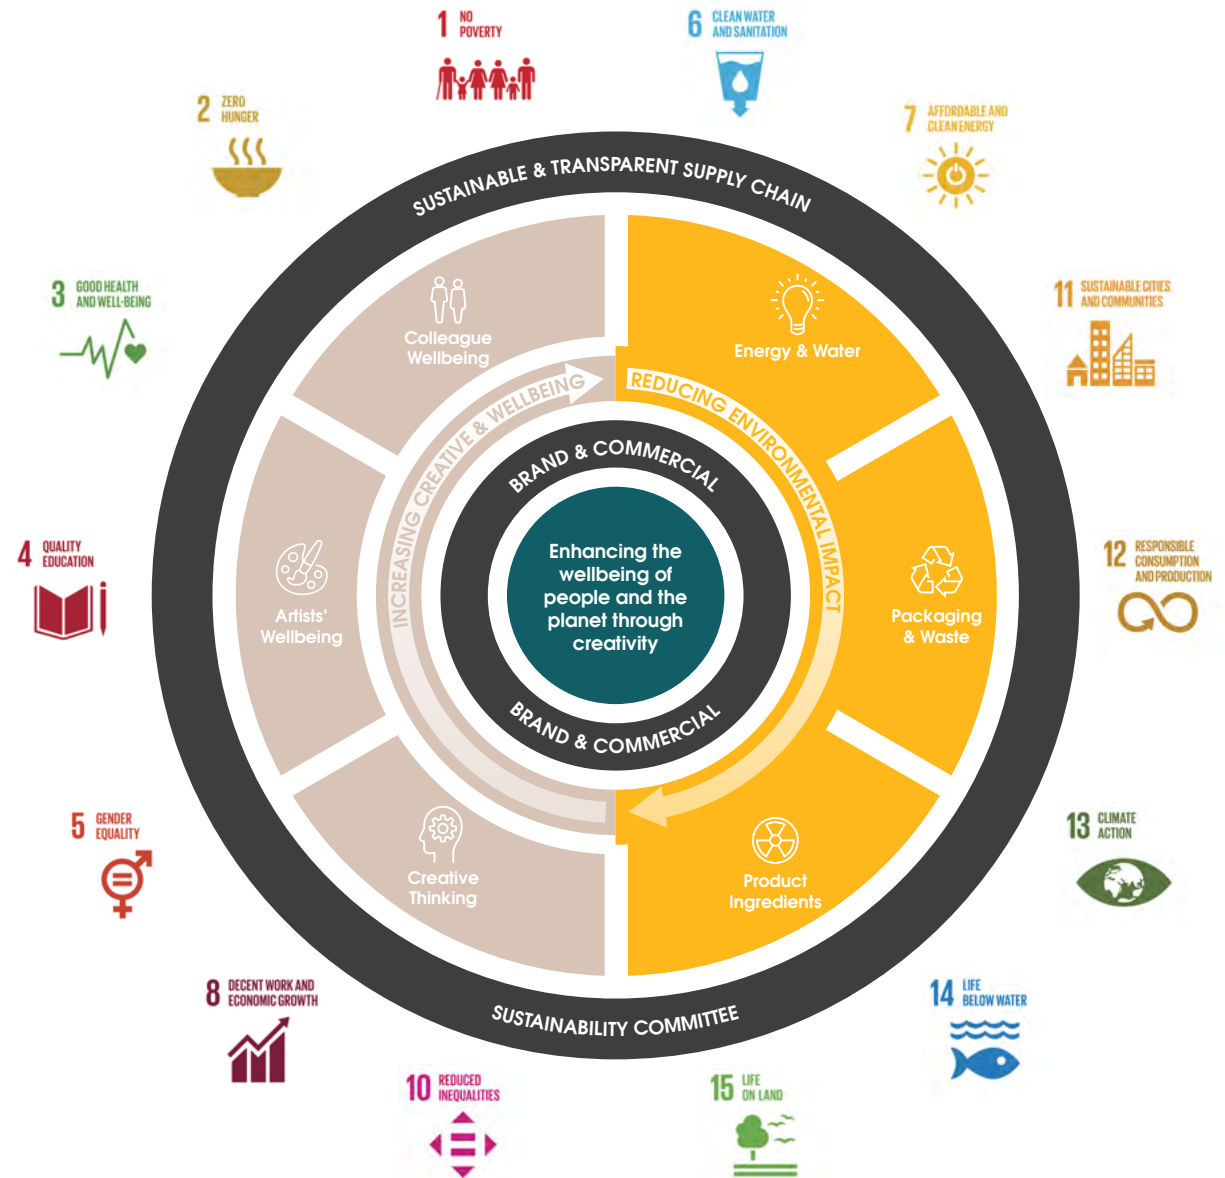 1 NO
POVERTY
6 CLEAN WATER
AND SANITATION
2 ZERO
HUNGER
7 AFFORDABLE AND
CLEAN ENERGY
SUSTAINABLE & TRANSPARENT SUPPLY CHAIN
3 GOOD HEALTH
AND WELL-BEING
11 SUSTAINABLE CITIES
AND COMMUNITIES
Colleague
Wellbeing
Energy & Water
INCREASING CREATIVE & WELLBEING
REDUCING ENVIRONMENTAL IMPACT
BRAND & COMMERCIAL
4 QUALITY
EDUCATION
Artists’
Wellbeing
Enhancing the
wellbeing of
people and the
planet through
creativity
Packaging
& Waste
12 RESPONSIBLE
CONSUMPTION
AND PRODUCTION
BRAND & COMMERCIAL
5 GENDER
EQUALITY
Creative
Thinking
Product
Ingredients
13 CLIMATE
ACTION
8 DECENT WORK AND
ECONOMIC GROWTH
SUSTAINABILITY COMMITTEE
14 LIFE
BELOW WATER
10 REDUCED
INEQUALITIES
15 LIFE
ON LAND